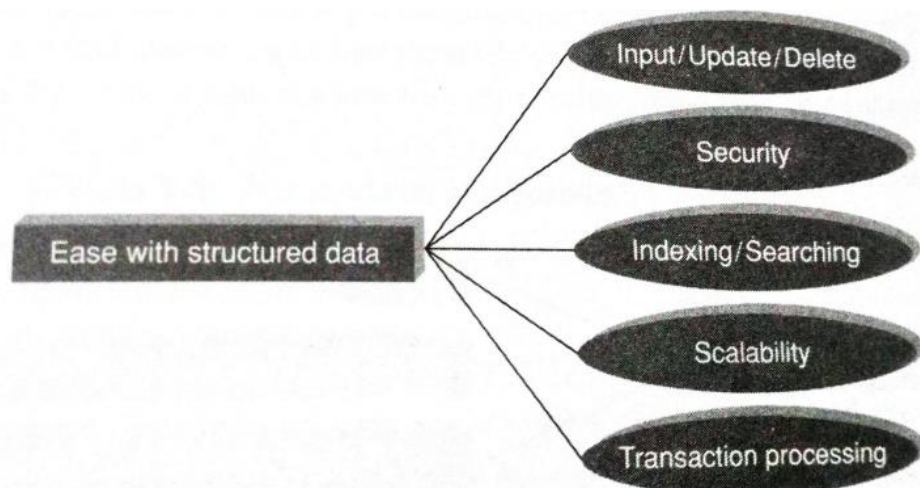 Input/Update/Delete
Security
Ease with structured data
Indexing/Searching
Scalability
Transaction processing